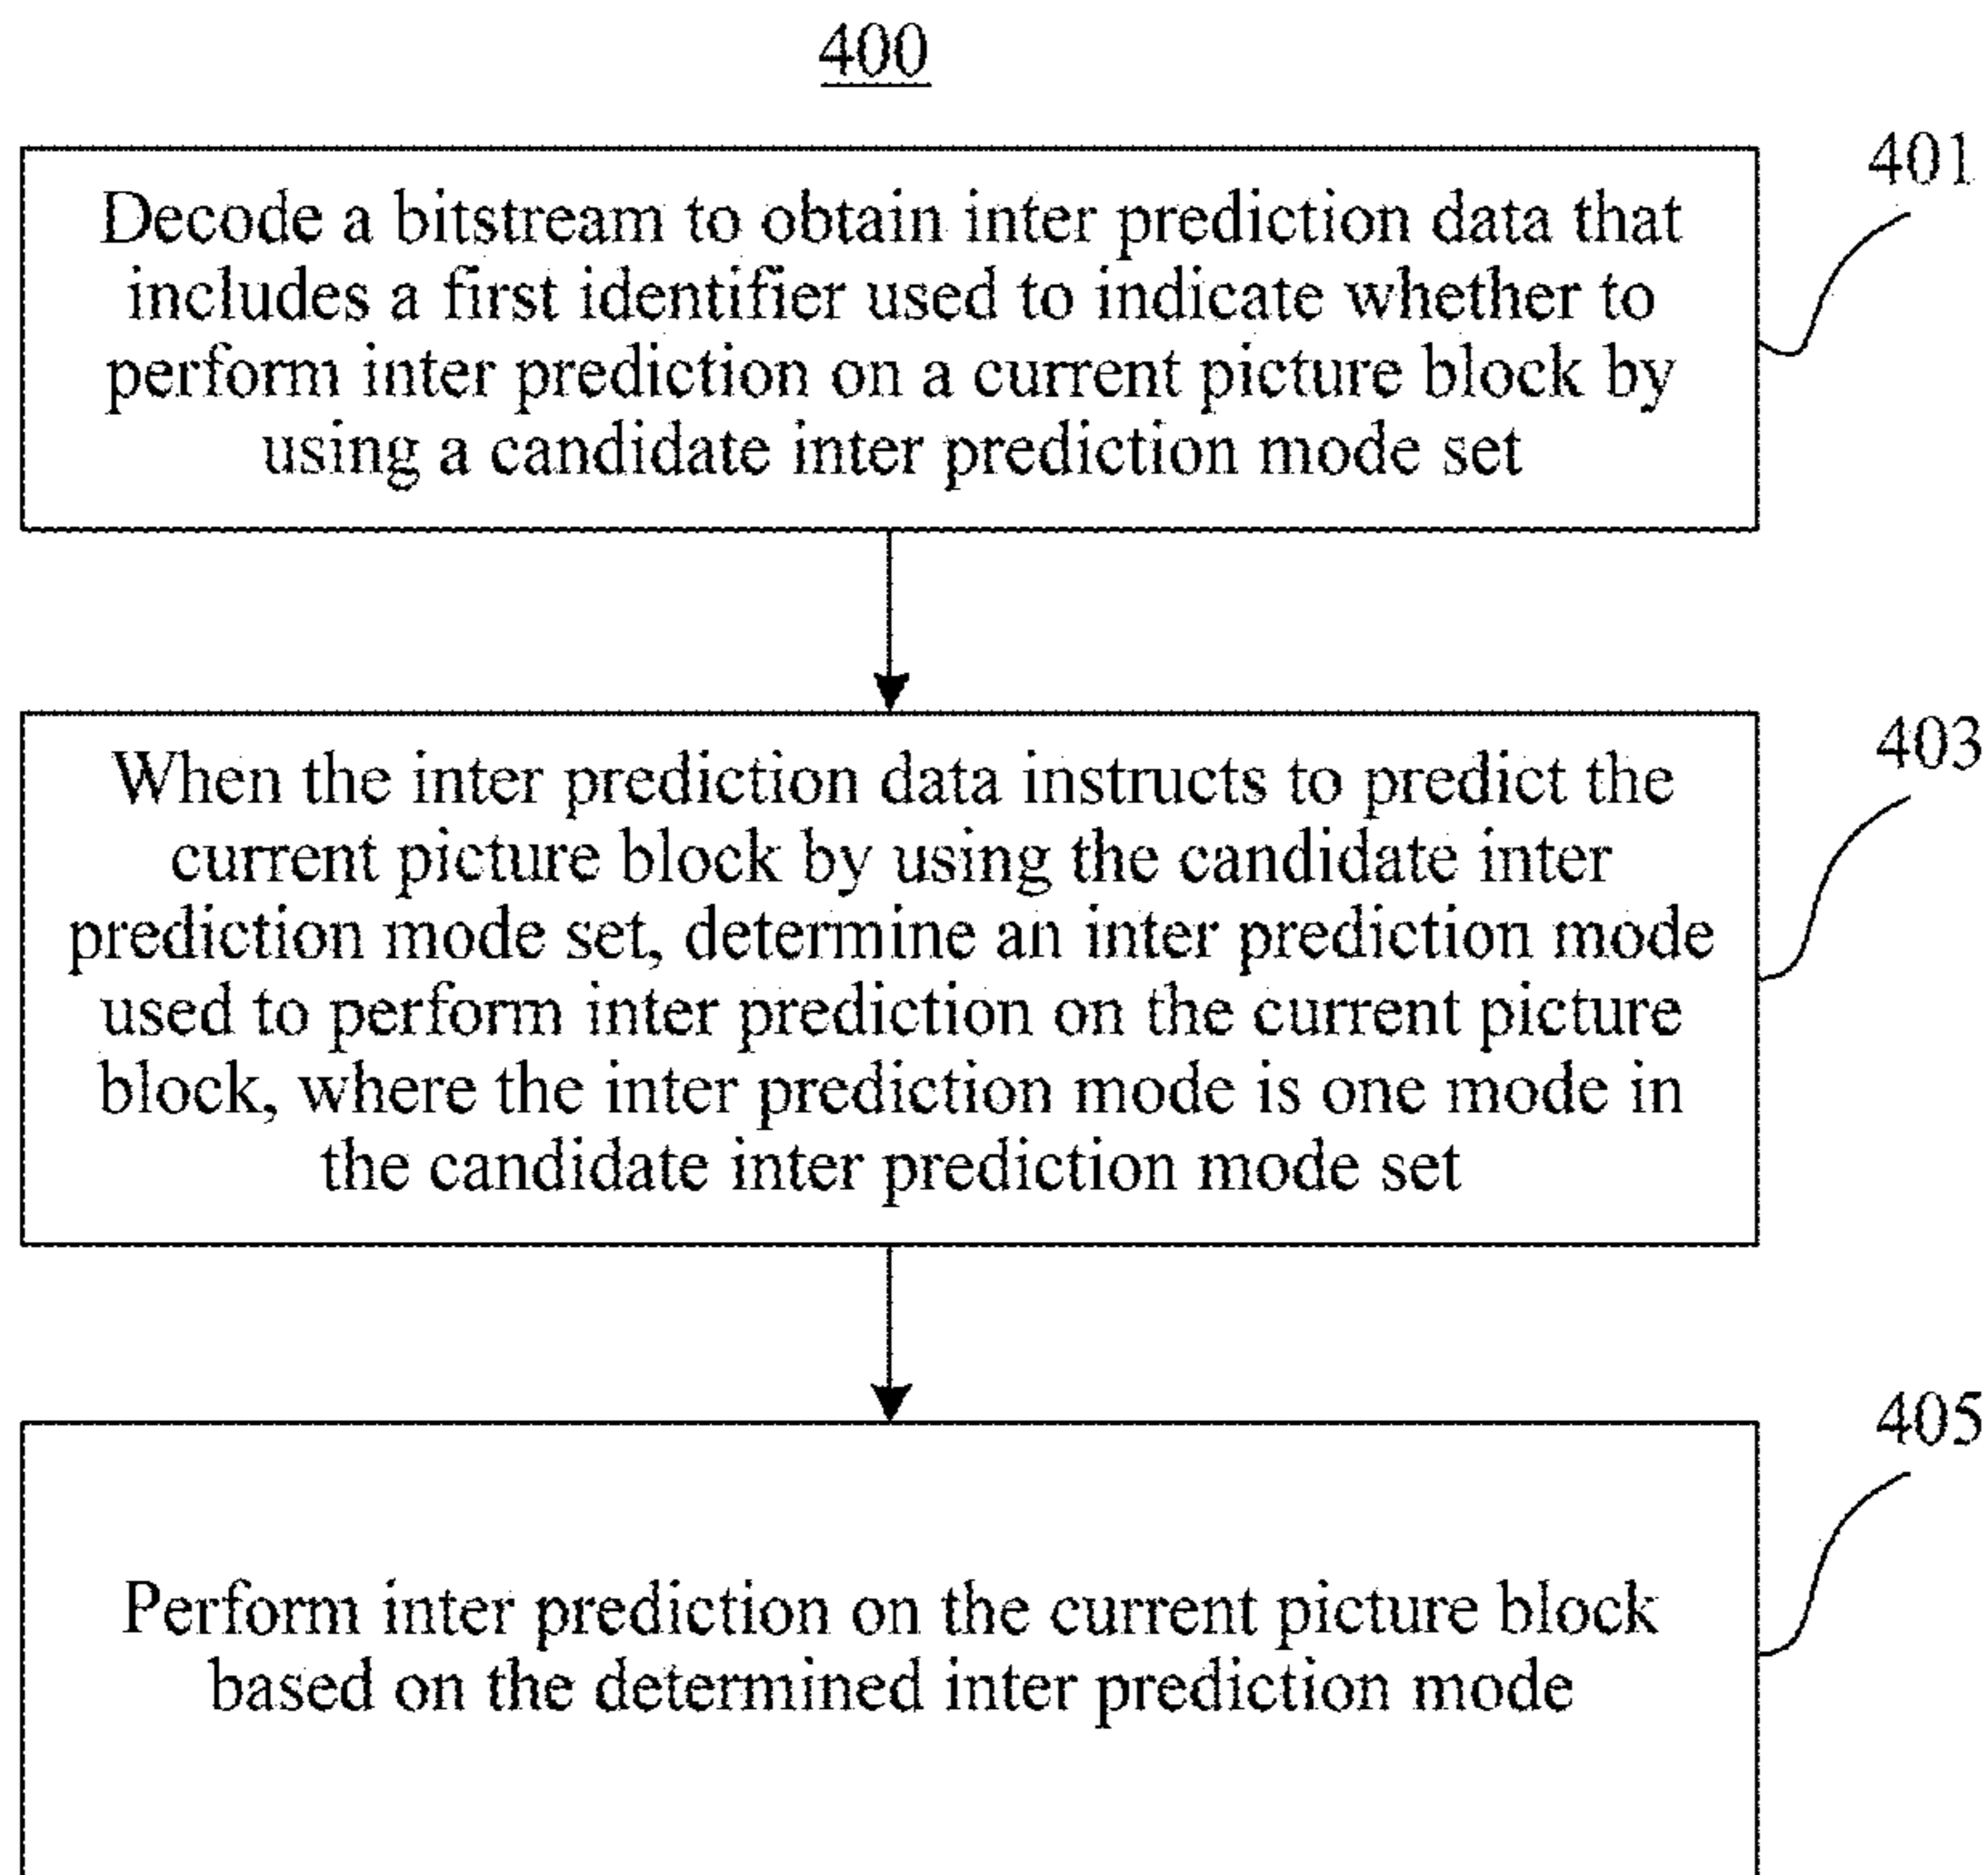 400
401
Decode a bitstream to obtain inter prediction data that
includes a first identifier used to indicate whether to
perform inter prediction on a current picture block by
using a candidate inter prediction mode set
403
When the inter prediction data instructs to predict the
current picture block by using the candidate inter
prediction mode set, determine an inter prediction mode
used to perform inter prediction on the current picture
block, where the inter prediction mode is one mode in
the candidate inter prediction mode set
405
Perform inter prediction on the current picture block
based on the determined inter prediction mode